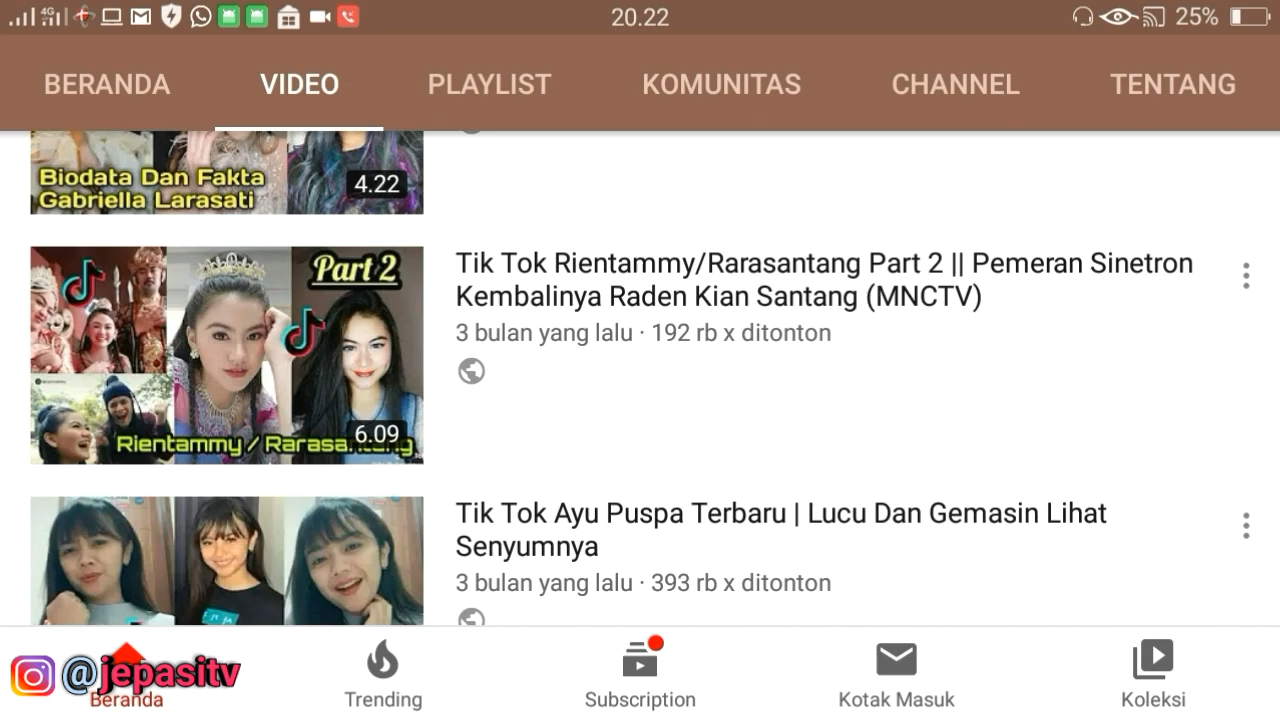 4G 20.22 25%
BERANDA VIDEO PLAYLIST KOMUNITAS CHANNEL TENTANG
Biodata Dan Fakta
Gabriella Larasati
4.22
Part 2
Rientammy / Rarasantang
6.09
Tik Tok Rientammy/Rarasantang Part 2 || Pemeran Sinetron
Kembalinya Raden Kian Santang (MNCTV)
3 bulan yang lalu · 192 rb x ditonton
Tik Tok Ayu Puspa Terbaru | Lucu Dan Gemasin Lihat
Senyumnya
3 bulan yang lalu · 393 rb x ditonton
@jepasitv
Beranda Trending Subscription Kotak Masuk Koleksi